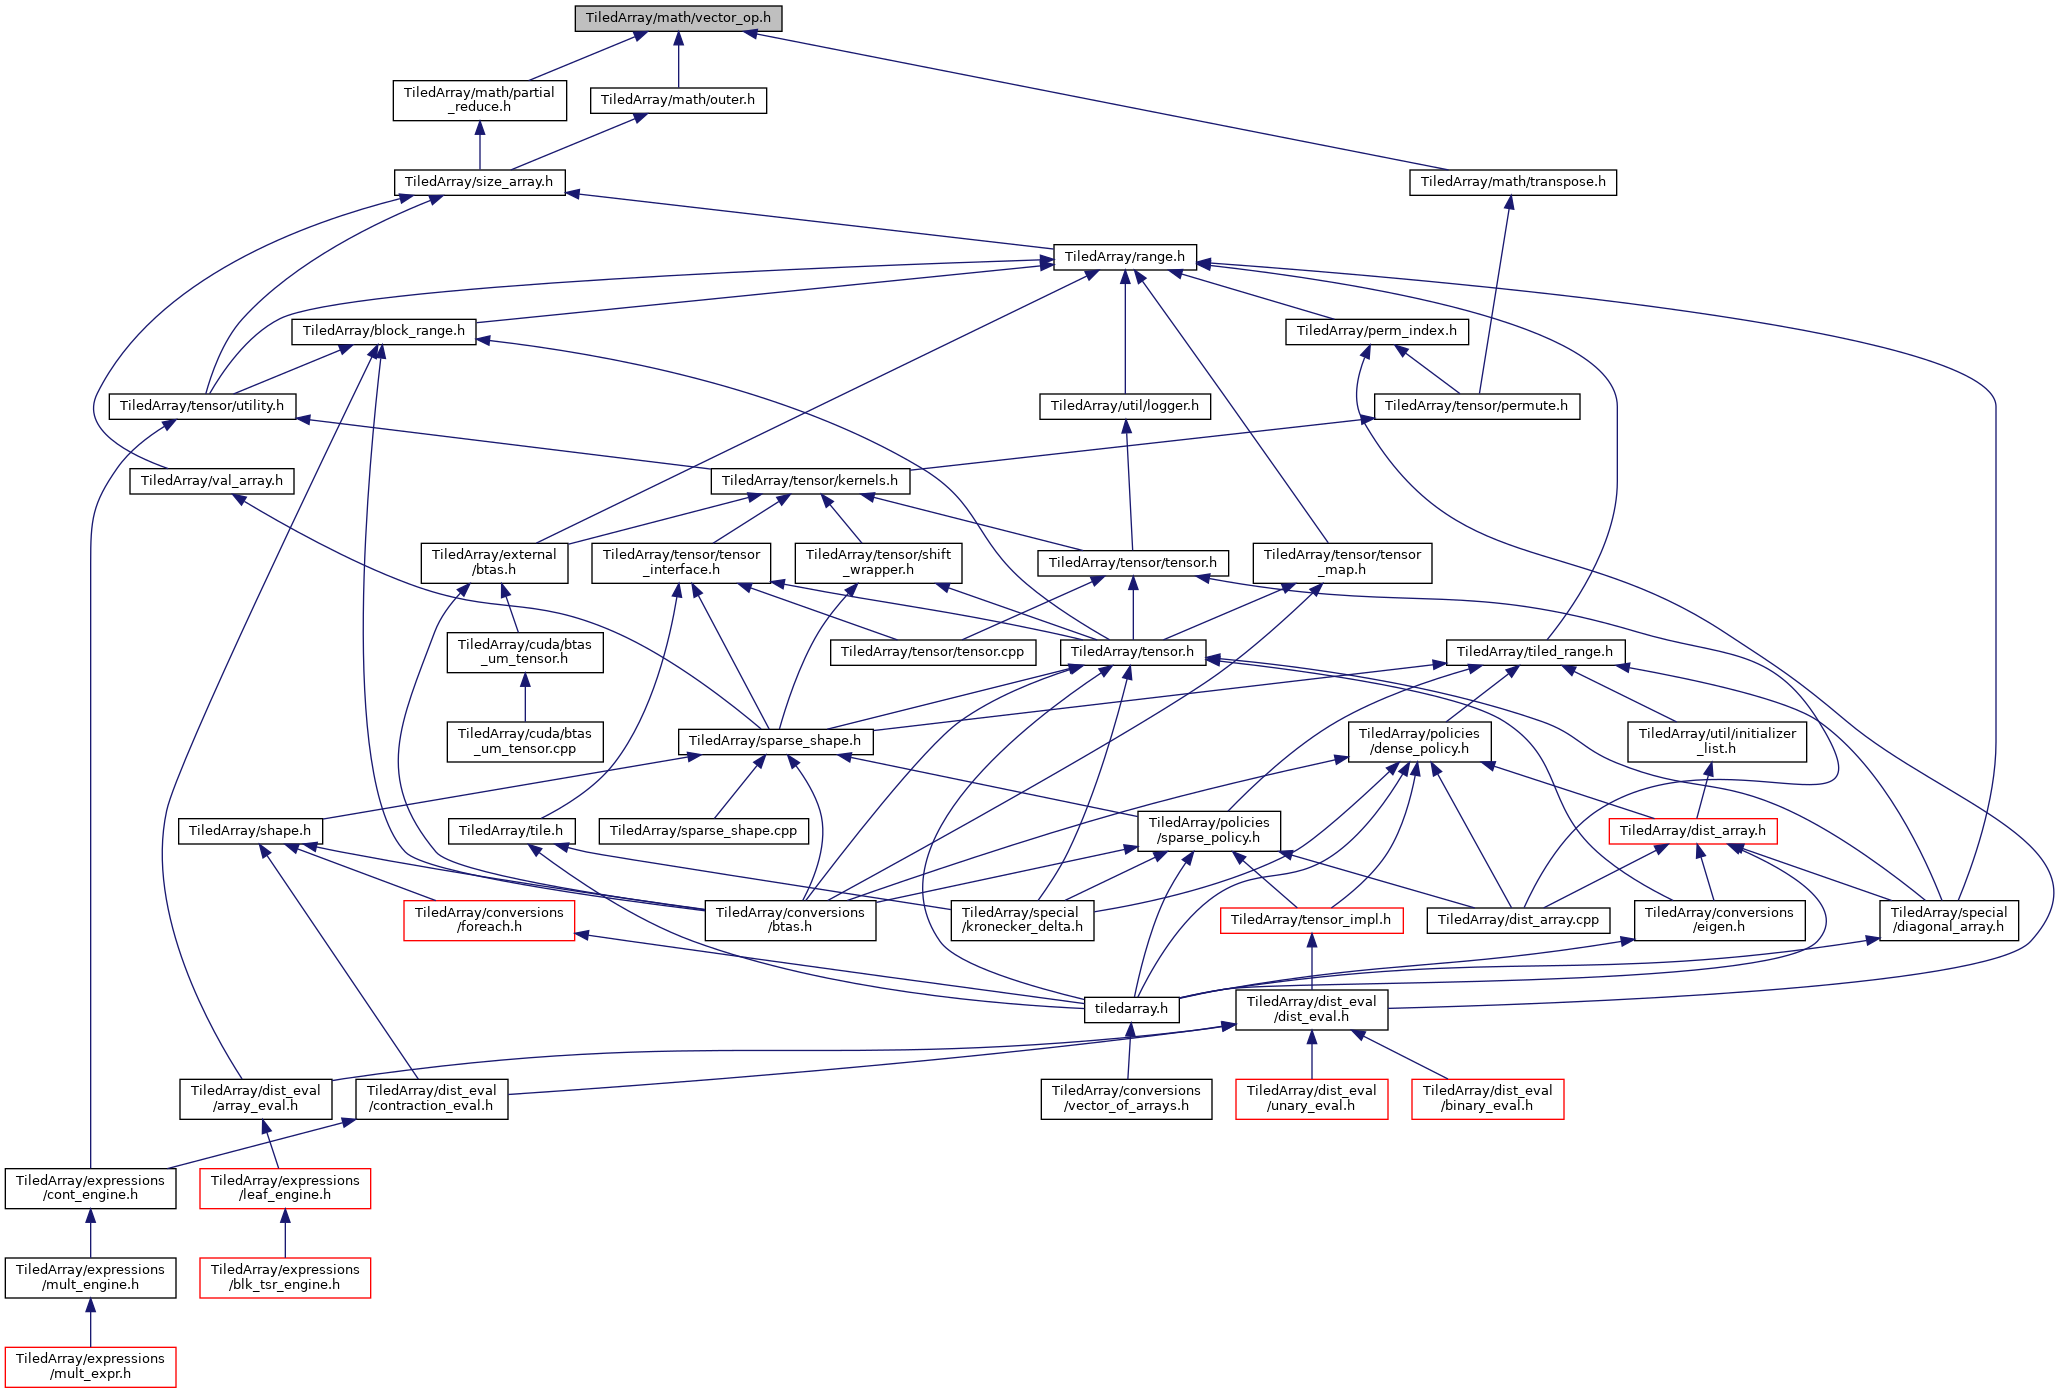 TiledArray/math/vector_op.h
TiledArray/math/partial
_reduce.h
TiledArray/math/outer.h
TiledArray/size_array.h
TiledArray/math/transpose.h
TiledArray/range.h
TiledArray/block_range.h
TiledArray/perm_index.h
TiledArray/tensor/utility.h
TiledArray/util/logger.h
TiledArray/tensor/permute.h
TiledArray/val_array.h
TiledArray/tensor/kernels.h
TiledArray/external
/btas.h
TiledArray/tensor/tensor
_interface.h
TiledArray/tensor/shift
_wrapper.h
TiledArray/tensor/tensor.h
TiledArray/tensor/tensor
_map.h
TiledArray/cuda/btas
_um_tensor.h
TiledArray/tensor/tensor.cpp
TiledArray/tensor.h
TiledArray/tiled_range.h
TiledArray/cuda/btas
_um_tensor.cpp
TiledArray/sparse_shape.h
TiledArray/policies
/dense_policy.h
TiledArray/util/initializer
_list.h
TiledArray/shape.h
TiledArray/tile.h
TiledArray/sparse_shape.cpp
TiledArray/policies
/sparse_policy.h
TiledArray/dist_array.h
TiledArray/conversions
/foreach.h
TiledArray/conversions
/btas.h
TiledArray/special
/kronecker_delta.h
TiledArray/tensor_impl.h
TiledArray/dist_array.cpp
TiledArray/conversions
/eigen.h
TiledArray/special
/diagonal_array.h
tiledarray.h
TiledArray/dist_eval
/dist_eval.h
TiledArray/dist_eval
/array_eval.h
TiledArray/dist_eval
/contraction_eval.h
TiledArray/conversions
/vector_of_arrays.h
TiledArray/dist_eval
/unary_eval.h
TiledArray/dist_eval
/binary_eval.h
TiledArray/expressions
/cont_engine.h
TiledArray/expressions
/leaf_engine.h
TiledArray/expressions
/mult_engine.h
TiledArray/expressions
/blk_tsr_engine.h
TiledArray/expressions
/mult_expr.h